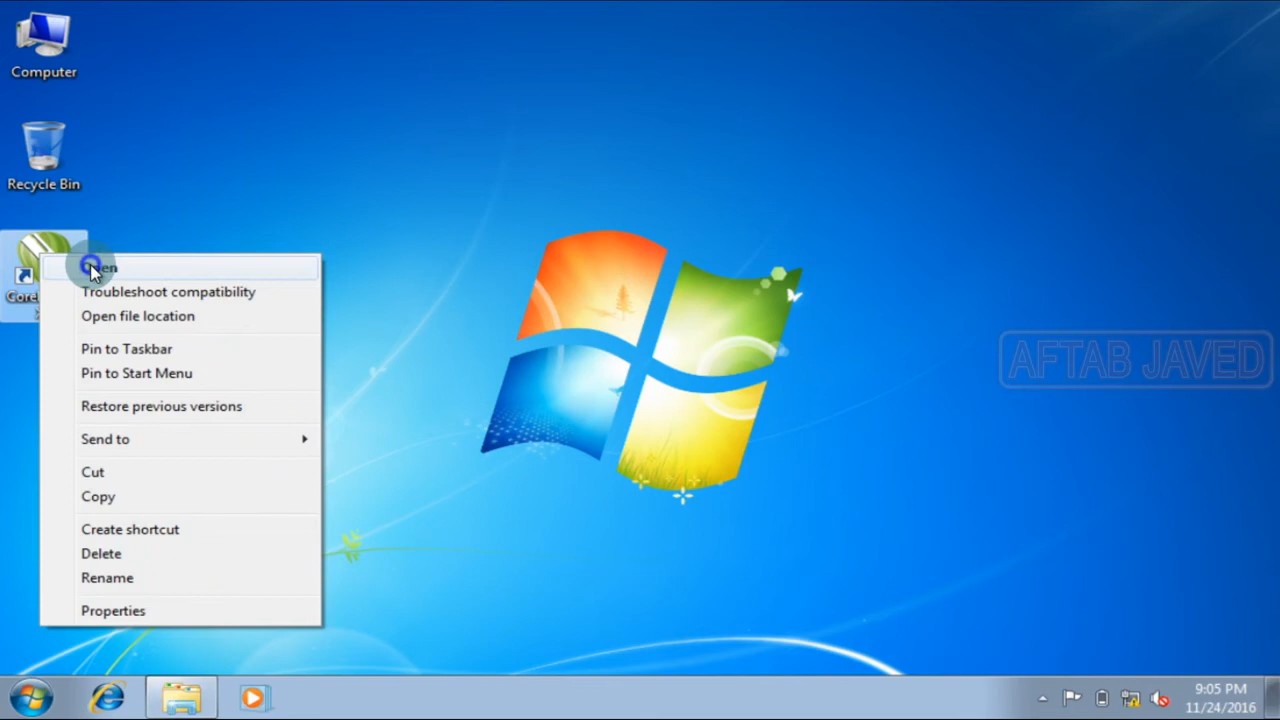 Computer
Recycle Bin
Open
Troubleshoot compatibility
Open file location
Pin to Taskbar
Pin to Start Menu
Restore previous versions
Send to
Cut
Copy
Create shortcut
Delete
Rename
Properties
AFTAB JAVED
9:05 PM
11/24/2016